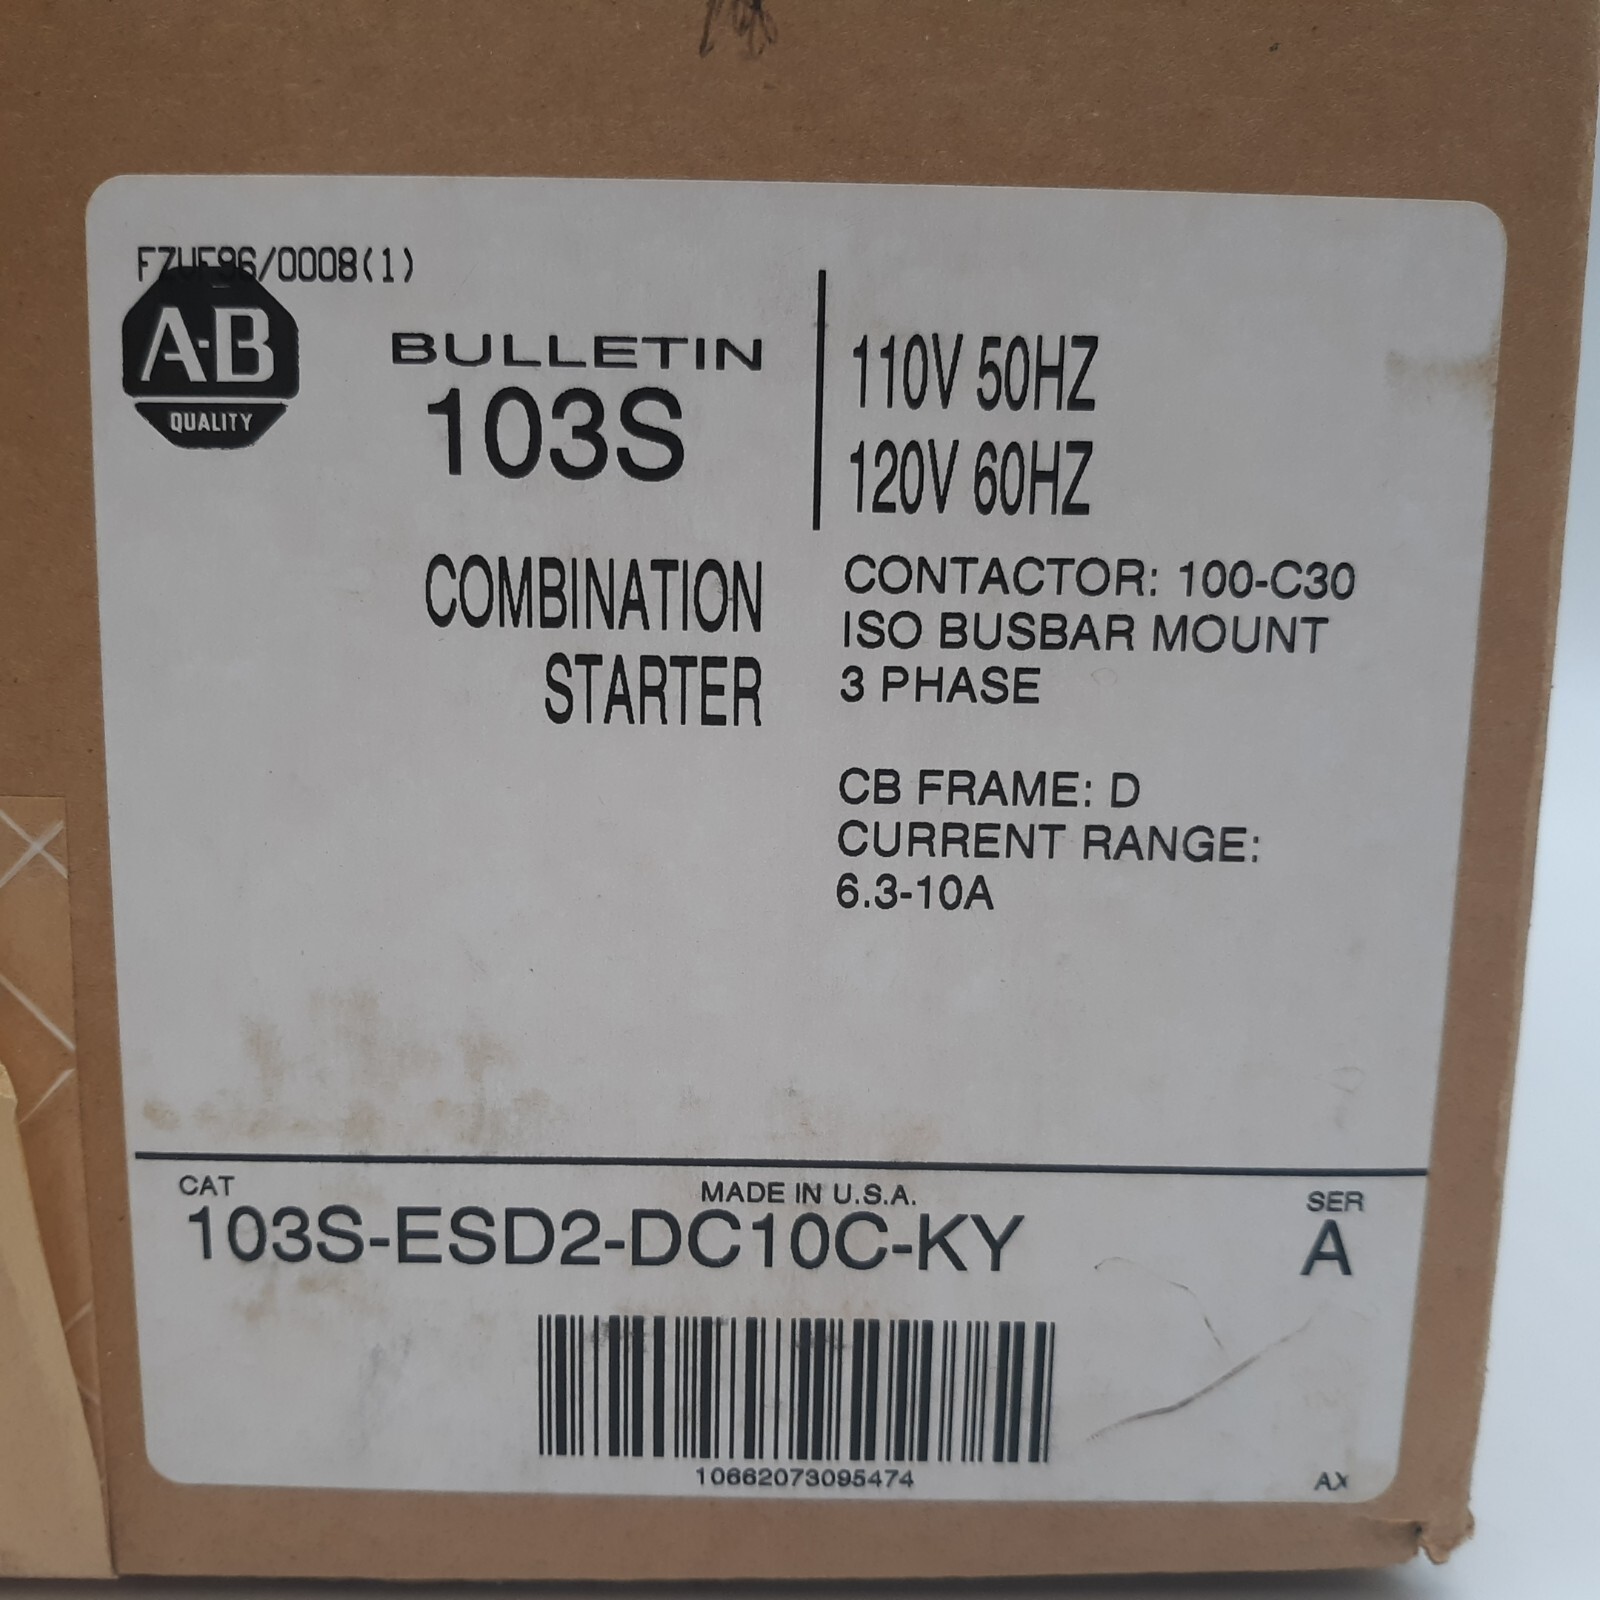 FZUF96/0008(1)
A-B
QUALITY
BULLETIN
103S
110V 50HZ
120V 60HZ
COMBINATION
STARTER
CONTACTOR: 100-C30
ISO BUSBAR MOUNT
3 PHASE
CB FRAME: D
CURRENT RANGE:
6.3-10A
CAT
MADE IN U.S.A.
SER
103S-ESD2-DC10C-KY
A
10662073095474
AX